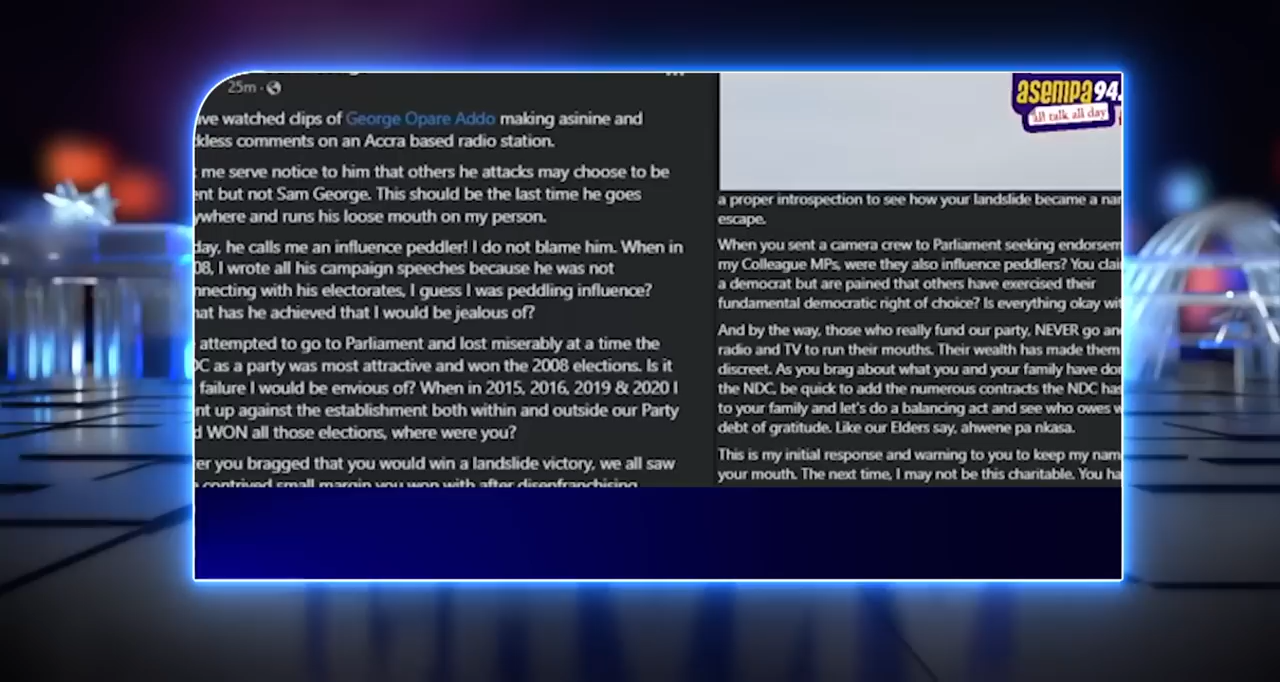 25m
ve watched clips of George Opare Addo making asinine and
kless comments on an Accra based radio station.
me serve notice to him that others he attacks may choose to be
ent but not Sam George. This should be the last time he goes
ywhere and runs his loose mouth on my person.
day, he calls me an influence peddler! I do not blame him. When in
08, I wrote all his campaign speeches because he was not
nnecting with his electorates, I guess I was peddling influence?
hat has he achieved that I would be jealous of?
attempted to go to Parliament and lost miserably at a time the
DC as a party was most attractive and won the 2008 elections. Is it
failure I would be envious of? When in 2015, 2016, 2019 & 2020 I
nt up against the establishment both within and outside our Party
d WON all those elections, where were you?
er you bragged that you would win a landslide victory, we all saw
contrived small margin you won with after disenfranchising
asempa 94.
all talk all day
a proper introspection to see how your landslide became a nar
escape.
When you sent a camera crew to Parliament seeking endorsem
my Colleague MPs, were they also influence peddlers? You clai
a democrat but are pained that others have exercised their
fundamental democratic right of choice? Is everything okay wit
And by the way, those who really fund our party, NEVER go an
radio and TV to run their mouths. Their wealth has made them
discreet. As you brag about what you and your family have do
the NDC, be quick to add the numerous contracts the NDC has
to your family and let's do a balancing act and see who owes w
debt of gratitude. Like our Elders say, ahwene pa nkasa.
This is my initial response and warning to you to keep my nam
your mouth. The next time, I may not be this charitable. You ha